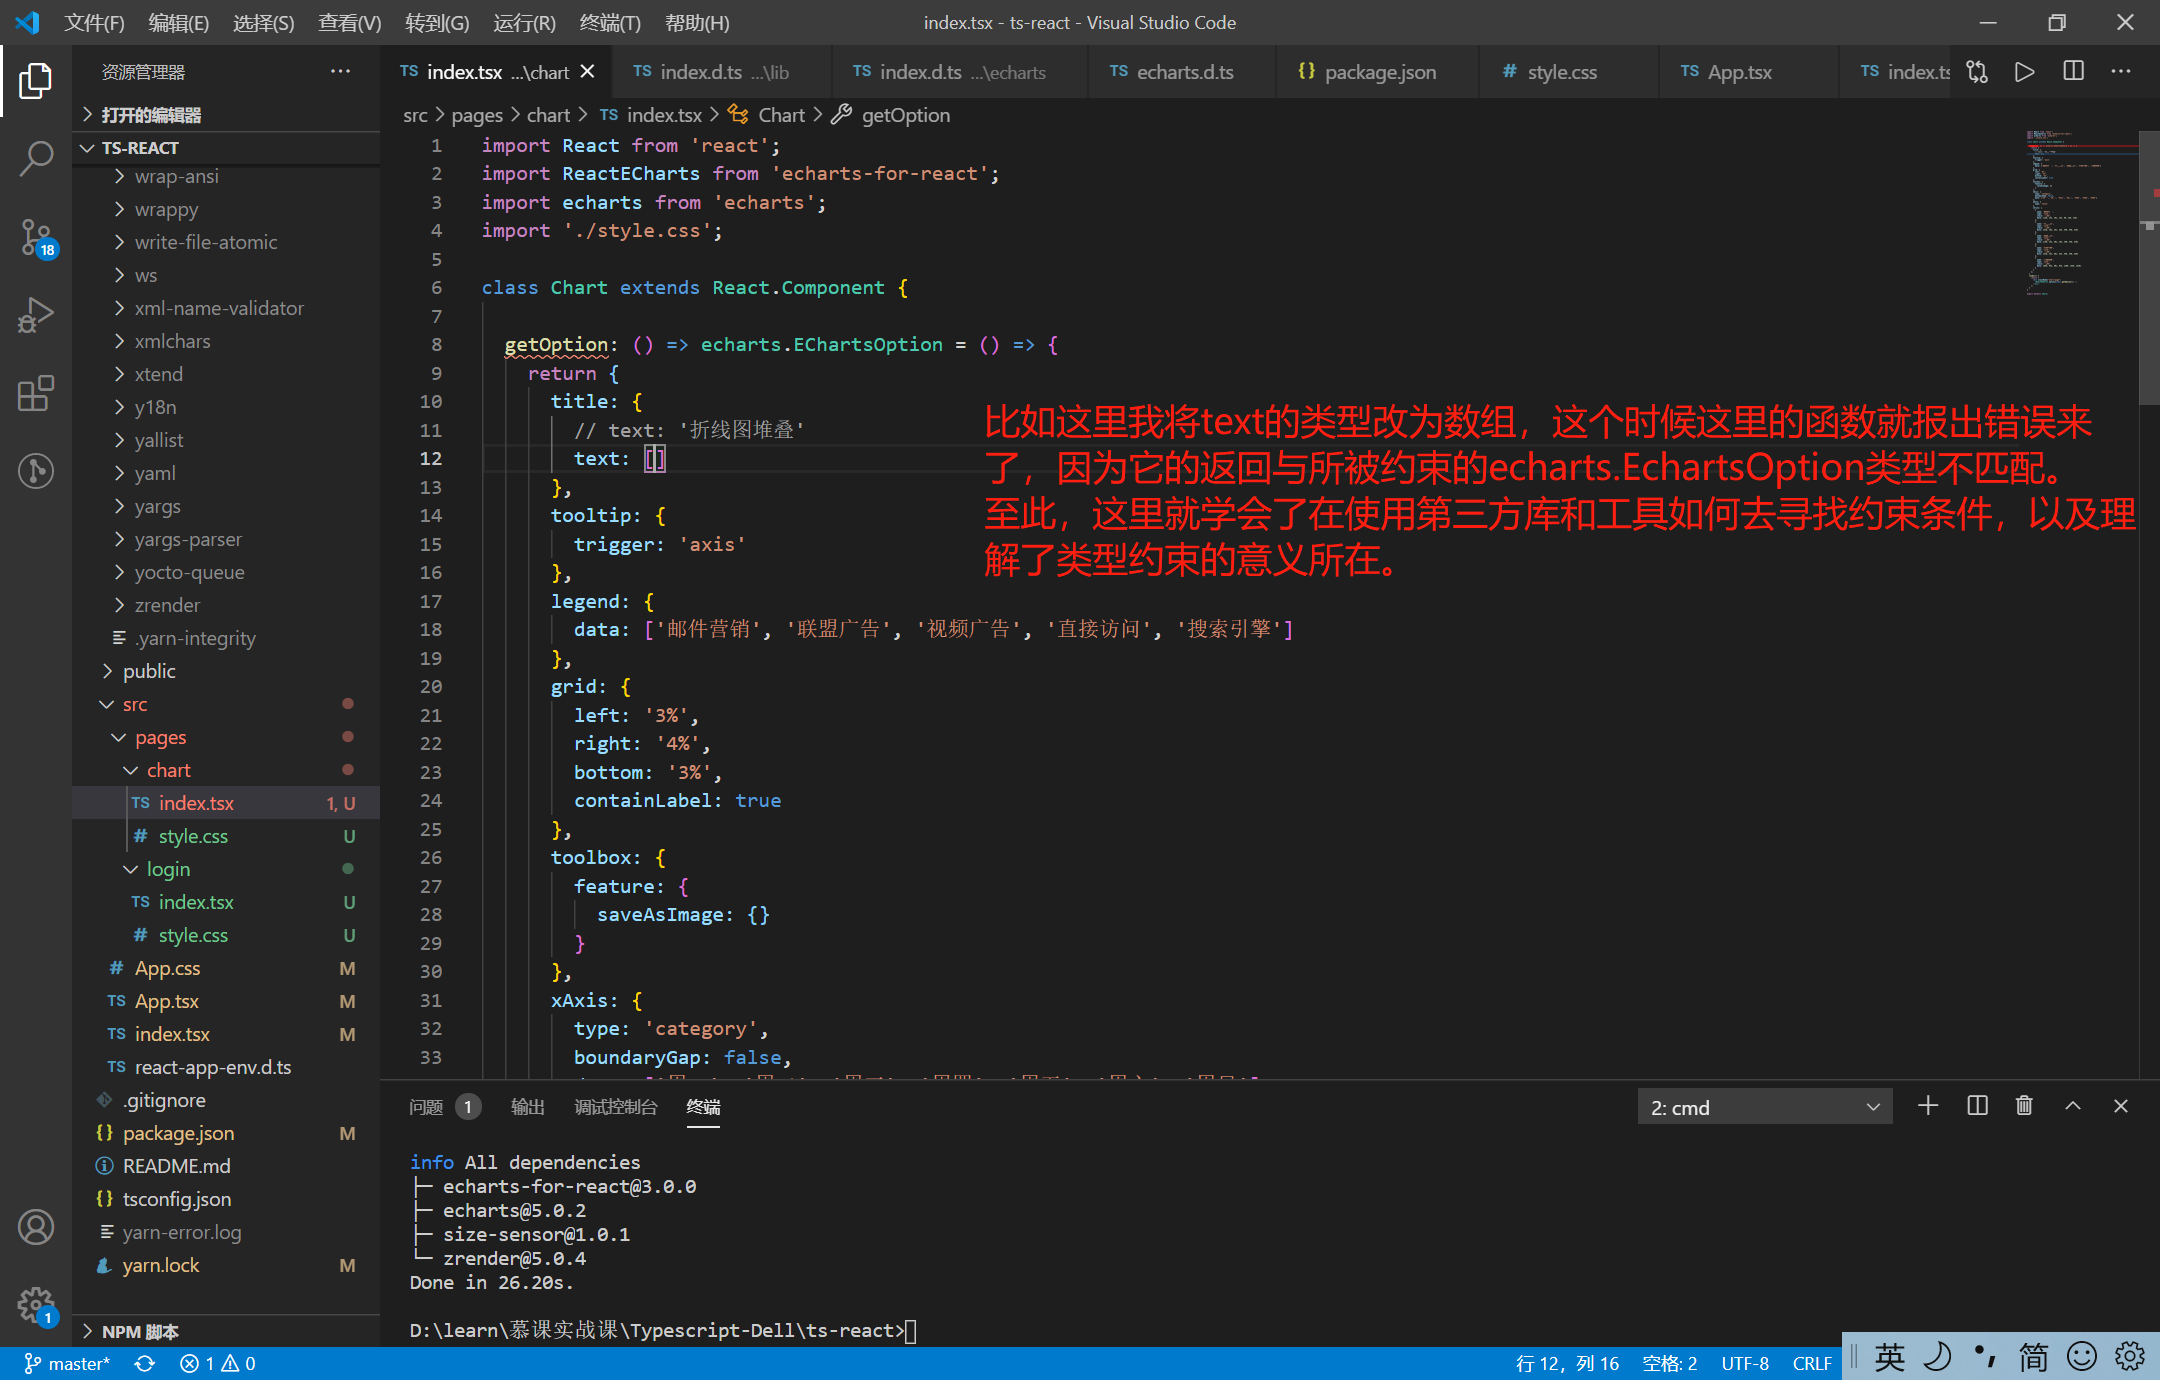 文件(F) 编辑(E) 选择(S) 查看(V) 转到(G) 运行(R) 终端(T) 帮助(H) index.tsx - ts-react - Visual Studio Code
资源管理器 ···
打开的编辑器
TS-REACT
wrap-ansi
wrappy
write-file-atomic
ws
xml-name-validator
xmlchars
xtend
y18n
yallist
yaml
yargs
yargs-parser
yocto-queue
zrender
.yarn-integrity
public
src
pages
chart
TS index.tsx 1, U
# style.css U
login
TS index.tsx U
# style.css U
# App.css M
TS App.tsx M
TS index.tsx M
TS react-app-env.d.ts
.gitignore
{} package.json M
README.md
{} tsconfig.json
yarn-error.log
yarn.lock M
NPM 脚本
18
1
TS index.tsx ...\chart TS index.d.ts ...\lib TS index.d.ts ...\echarts TS echarts.d.ts {} package.json # style.css TS App.tsx TS index.ts
src > pages > chart > TS index.tsx > Chart > getOption
1 import React from 'react';
2 import ReactECharts from 'echarts-for-react';
3 import echarts from 'echarts';
4 import './style.css';
5
6 class Chart extends React.Component {
7
8 getOption: () => echarts.EChartsOption = () => {
9 return {
10 title: {
11 // text: '折线图堆叠'
12 text: []
13 },
14 tooltip: {
15 trigger: 'axis'
16 },
17 legend: {
18 data: ['邮件营销', '联盟广告', '视频广告', '直接访问', '搜索引擎']
19 },
20 grid: {
21 left: '3%',
22 right: '4%',
23 bottom: '3%',
24 containLabel: true
25 },
26 toolbox: {
27 feature: {
28 saveAsImage: {}
29 }
30 },
31 xAxis: {
32 type: 'category',
33 boundaryGap: false,
比如这里我将text的类型改为数组，这个时候这里的函数就报出错误来
了，因为它的返回与所被约束的echarts.EchartsOption类型不匹配。
至此，这里就学会了在使用第三方库和工具如何去寻找约束条件，以及理
解了类型约束的意义所在。
问题 1 输出 调试控制台 终端 2: cmd
info All dependencies
├─ echarts-for-react@3.0.0
├─ echarts@5.0.2
├─ size-sensor@1.0.1
└─ zrender@5.0.4
Done in 26.20s.
D:\learn\慕课实战课\Typescript-Dell\ts-react>
master* 1 0 行 12，列 16 空格: 2 UTF-8 CRLF 英 简